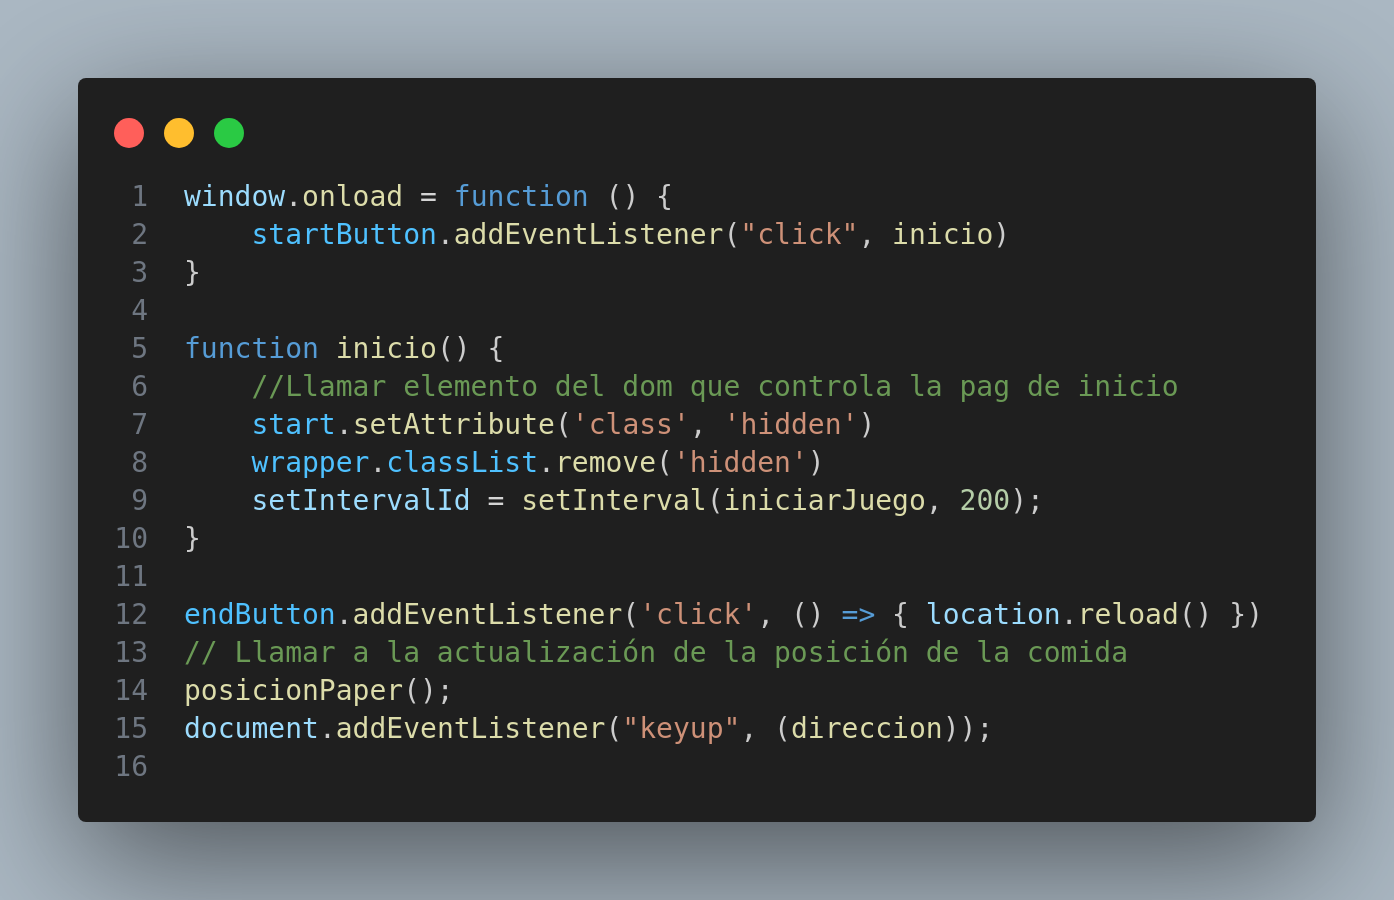 1 window.onload = function () {
2     startButton.addEventListener("click", inicio)
3 }
4
5 function inicio() {
6     //Llamar elemento del dom que controla la pag de inicio
7     start.setAttribute('class', 'hidden')
8     wrapper.classList.remove('hidden')
9     setIntervalId = setInterval(iniciarJuego, 200);
10 }
11
12 endButton.addEventListener('click', () => { location.reload() })
13 // Llamar a la actualización de la posición de la comida
14 posicionPaper();
15 document.addEventListener("keyup", (direccion));
16